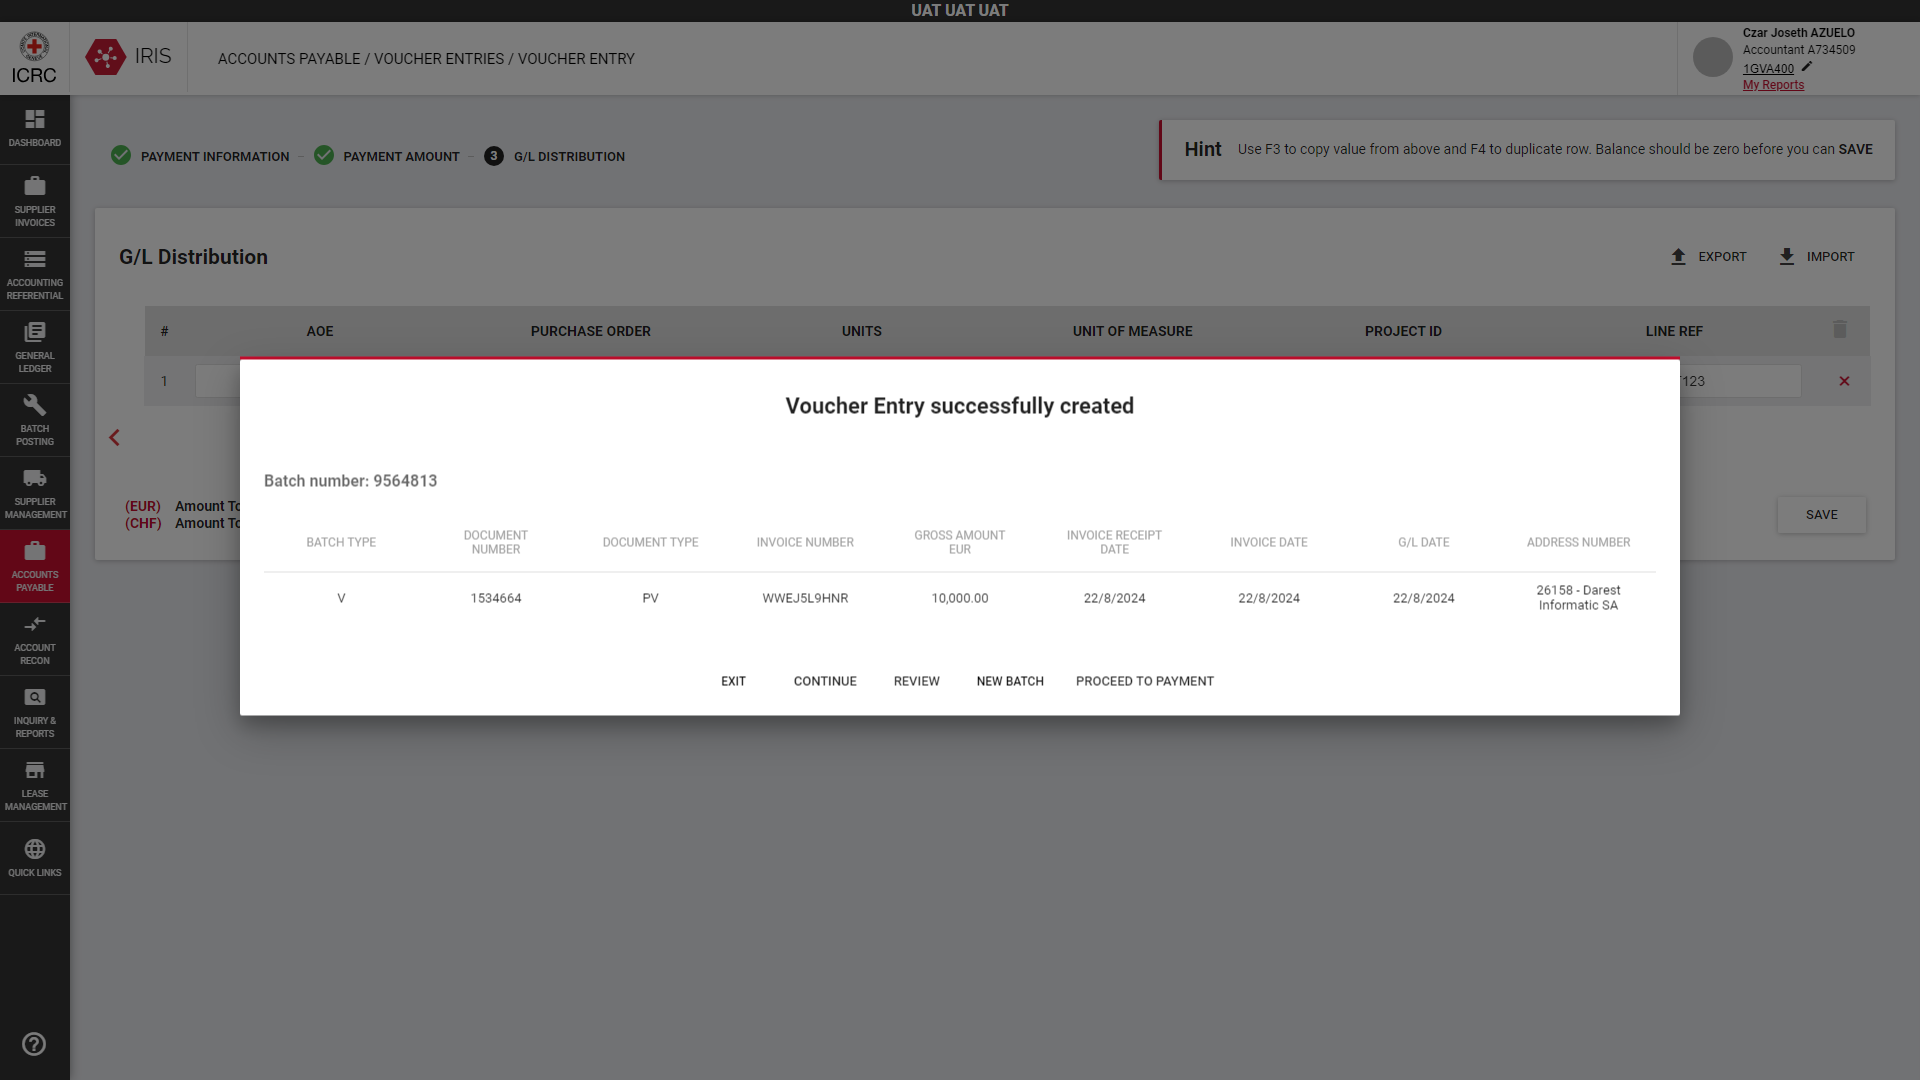 UAT UAT UAT
ICRC
IRIS
ACCOUNTS PAYABLE / VOUCHER ENTRIES / VOUCHER ENTRY
Czar Joseth AZUELO
Accountant A734509
1GVA400
My Reports
DASHBOARD
SUPPLIER
INVOICES
ACCOUNTING
REFERENTIAL
GENERAL
LEDGER
BATCH
POSTING
SUPPLIER
MANAGEMENT
ACCOUNTS
PAYABLE
ACCOUNT
RECON
INQUIRY &
REPORTS
LEASE
MANAGEMENT
QUICK LINKS
PAYMENT INFORMATION
PAYMENT AMOUNT
3 G/L DISTRIBUTION
Hint Use F3 to copy value from above and F4 to duplicate row. Balance should be zero before you can SAVE
G/L Distribution
EXPORT
IMPORT
# AOE PURCHASE ORDER UNITS UNIT OF MEASURE PROJECT ID LINE REF
1 123
(EUR) Amount To
(CHF) Amount To
SAVE
Voucher Entry successfully created
Batch number: 9564813
BATCH TYPE DOCUMENT NUMBER DOCUMENT TYPE INVOICE NUMBER GROSS AMOUNT EUR INVOICE RECEIPT DATE INVOICE DATE G/L DATE ADDRESS NUMBER
V 1534664 PV WWEJ5L9HNR 10,000.00 22/8/2024 22/8/2024 22/8/2024 26158 - Darest Informatic SA
EXIT CONTINUE REVIEW NEW BATCH PROCEED TO PAYMENT